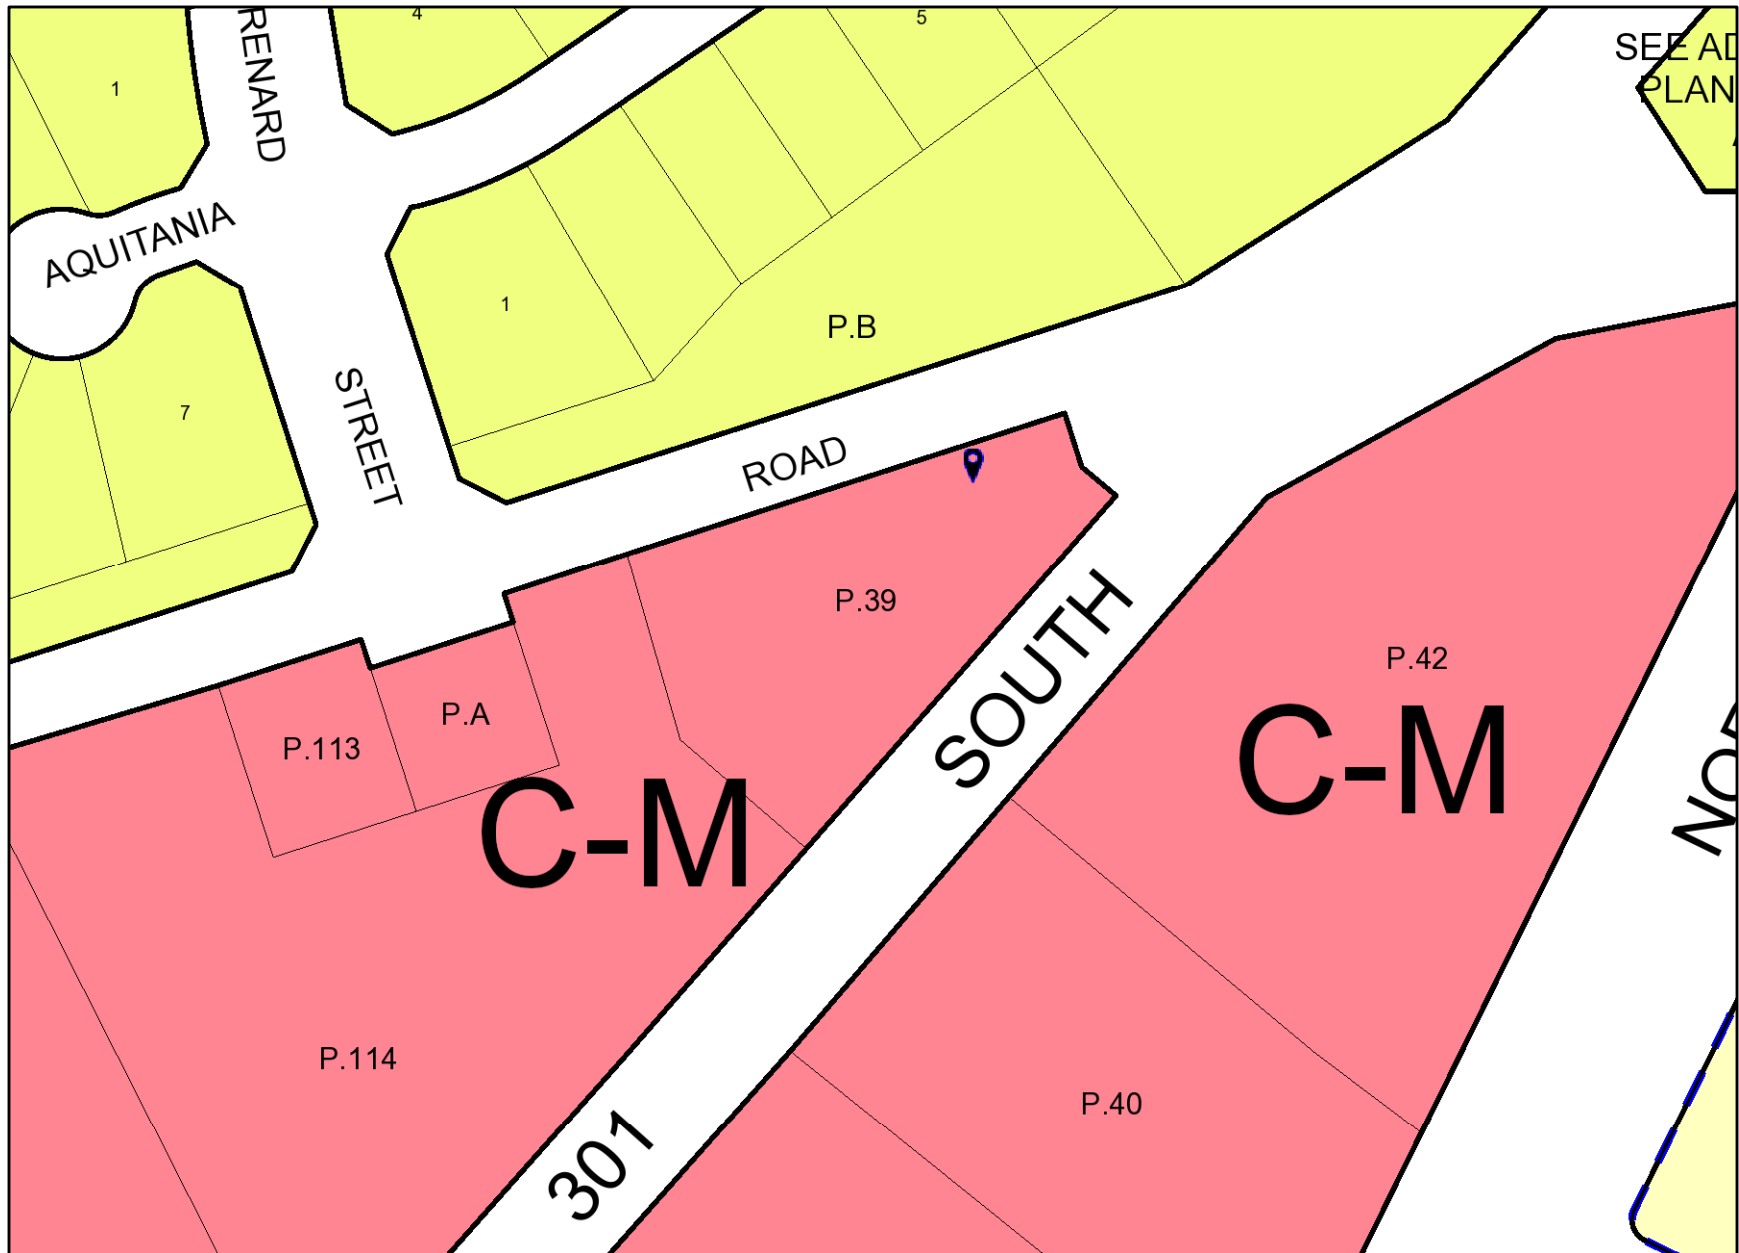 4
5
RENARD
SEE AD
PLAN
1
AQUITANIA
1
P.B
7
STREET
ROAD
P.39
SOUTH
P.42
P.A
P.113
C-M
C-M
P.114
P.40
301